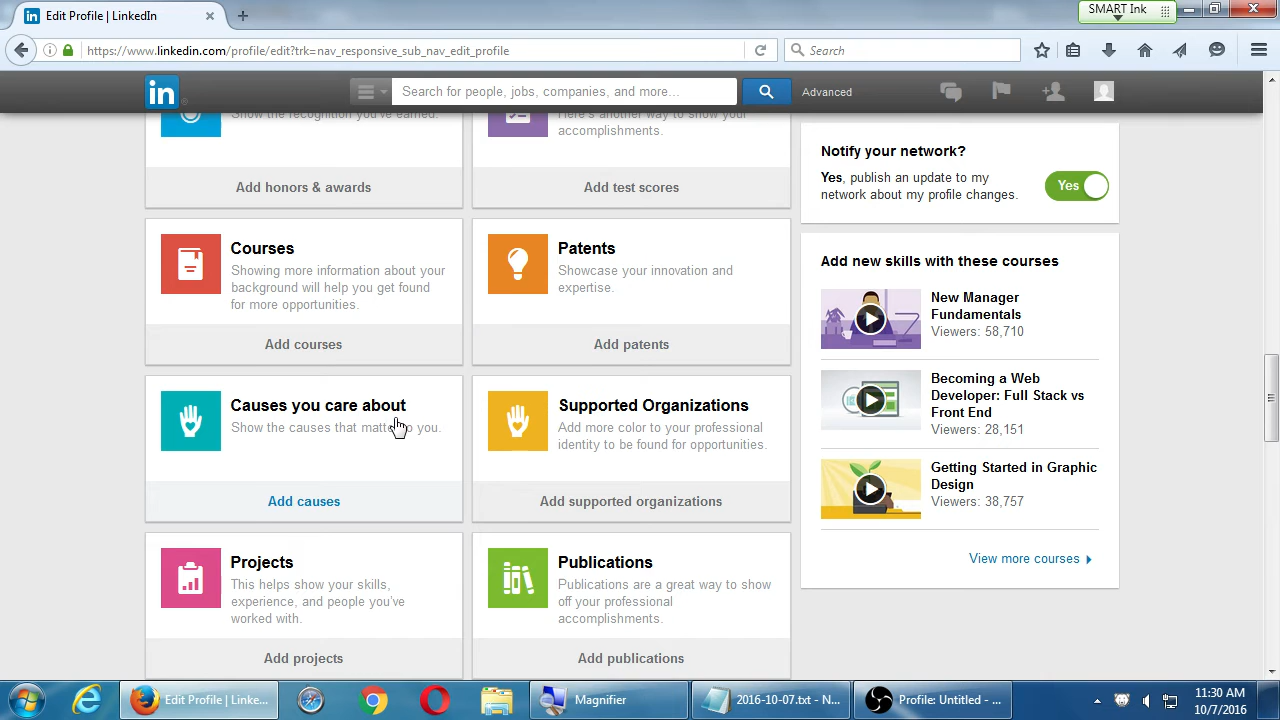 Edit Profile | LinkedIn
SMART Ink
https://www.linkedin.com/profile/edit?trk=nav_responsive_sub_nav_edit_profile
Search
in
Search for people, jobs, companies, and more...
Advanced
Show the recognition you've earned.
Add honors & awards
Here's another way to show your
accomplishments.
Add test scores
Courses
Showing more information about your
background will help you get found
for more opportunities.
Add courses
Patents
Showcase your innovation and
expertise.
Add patents
Causes you care about
Show the causes that matter to you.
Add causes
Supported Organizations
Add more color to your professional
identity to be found for opportunities.
Add supported organizations
Projects
This helps show your skills,
experience, and people you've
worked with.
Add projects
Publications
Publications are a great way to show
off your professional
accomplishments.
Add publications
Notify your network?
Yes, publish an update to my
network about my profile changes.
Yes
Add new skills with these courses
New Manager
Fundamentals
Viewers: 58,710
Becoming a Web
Developer: Full Stack vs
Front End
Viewers: 28,151
Getting Started in Graphic
Design
Viewers: 38,757
View more courses
Edit Profile | Linke...
Magnifier
2016-10-07.txt - N...
Profile: Untitled - ...
11:30 AM
10/7/2016